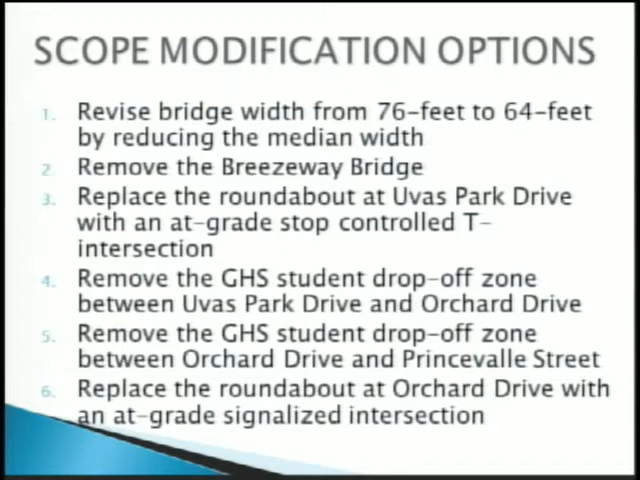 SCOPE MODIFICATION OPTIONS
1. Revise bridge width from 76-feet to 64-feet
by reducing the median width
2. Remove the Breezeway Bridge
3. Replace the roundabout at Uvas Park Drive
with an at-grade stop controlled T-
intersection
4. Remove the GHS student drop-off zone
between Uvas Park Drive and Orchard Drive
5. Remove the GHS student drop-off zone
between Orchard Drive and Princevalle Street
6. Replace the roundabout at Orchard Drive with
an at-grade signalized intersection